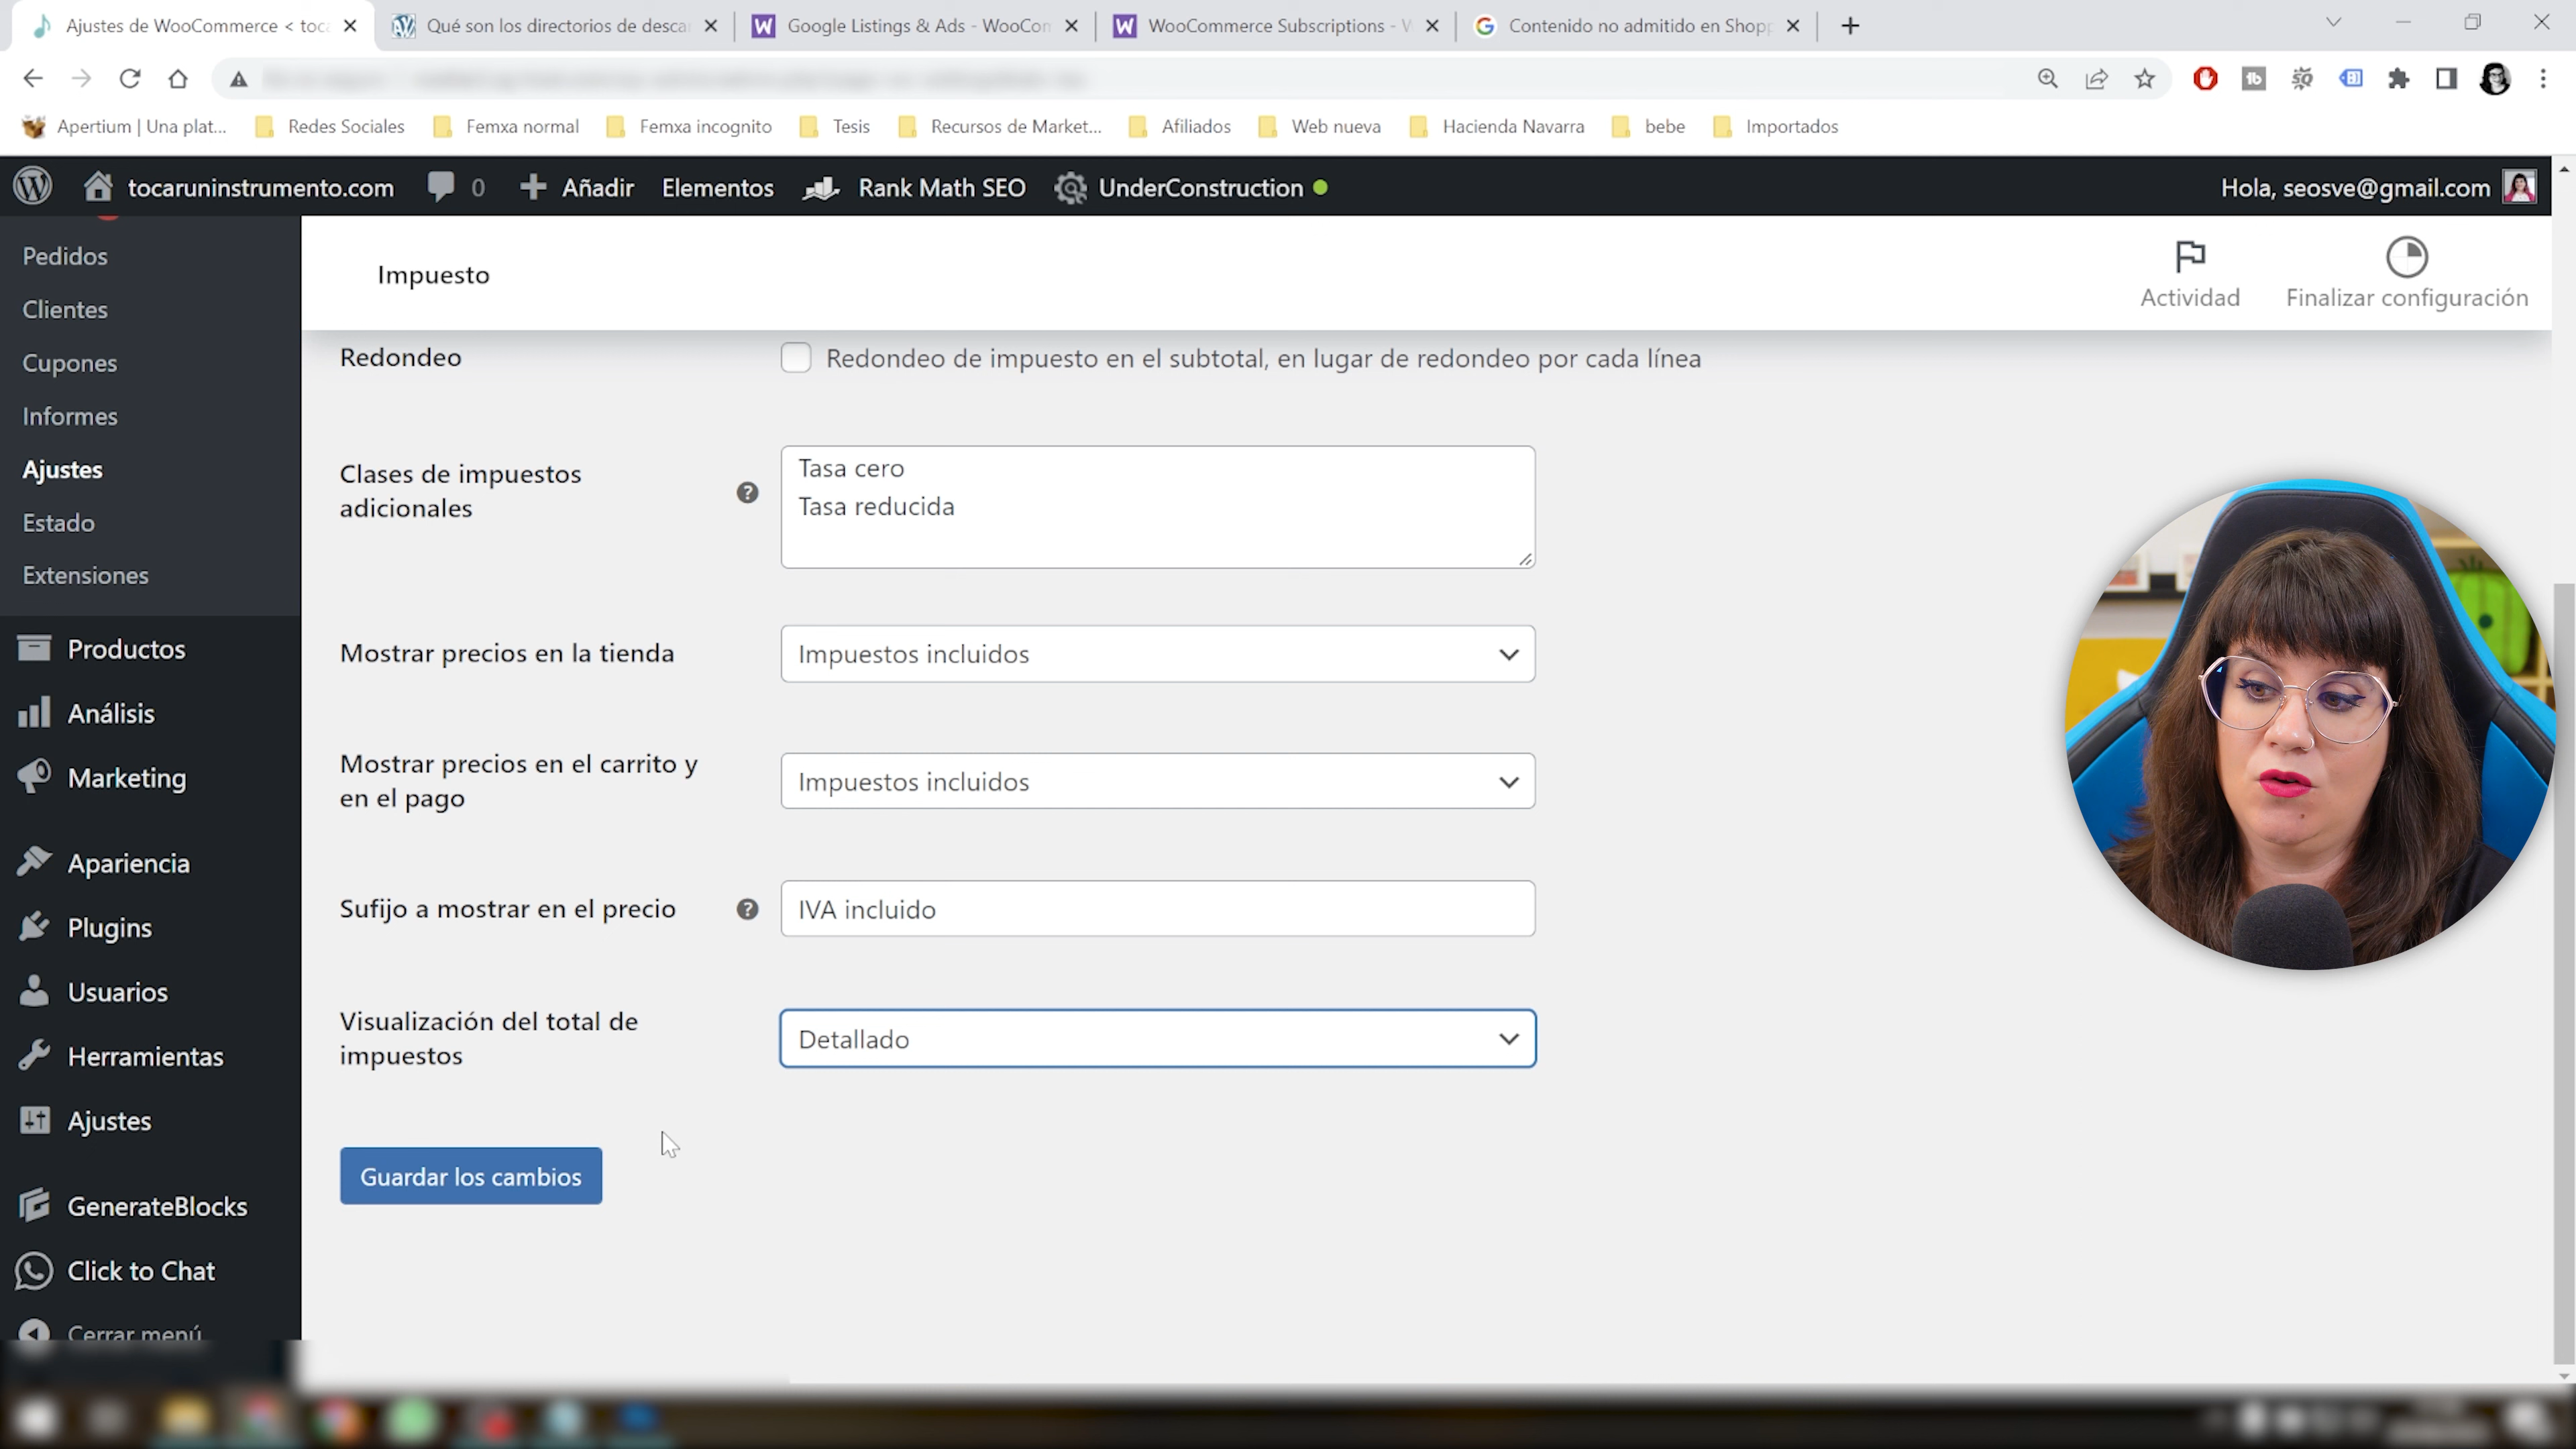 Ajustes de WooCommerce < toca
Qué son los directorios de desca
Google Listings & Ads - WooCom
WooCommerce Subscriptions - W
Contenido no admitido en Shopp
Apertium | Una plat...
Redes Sociales
Femxa normal
Femxa incognito
Tesis
Recursos de Market...
Afiliados
Web nueva
Hacienda Navarra
bebe
Importados
tocaruninstrumento.com
0
Añadir
Elementos
Rank Math SEO
UnderConstruction
Hola, seosve@gmail.com
Pedidos
Clientes
Cupones
Informes
Ajustes
Estado
Extensiones
Productos
Análisis
Marketing
Apariencia
Plugins
Usuarios
Herramientas
Ajustes
GenerateBlocks
Click to Chat
Cerrar menú
Impuesto
Actividad
Finalizar configuración
Redondeo
Redondeo de impuesto en el subtotal, en lugar de redondeo por cada línea
Clases de impuestos
adicionales
Tasa cero
Tasa reducida
Mostrar precios en la tienda
Impuestos incluidos
Mostrar precios en el carrito y
en el pago
Impuestos incluidos
Sufijo a mostrar en el precio
IVA incluido
Visualización del total de
impuestos
Detallado
Guardar los cambios